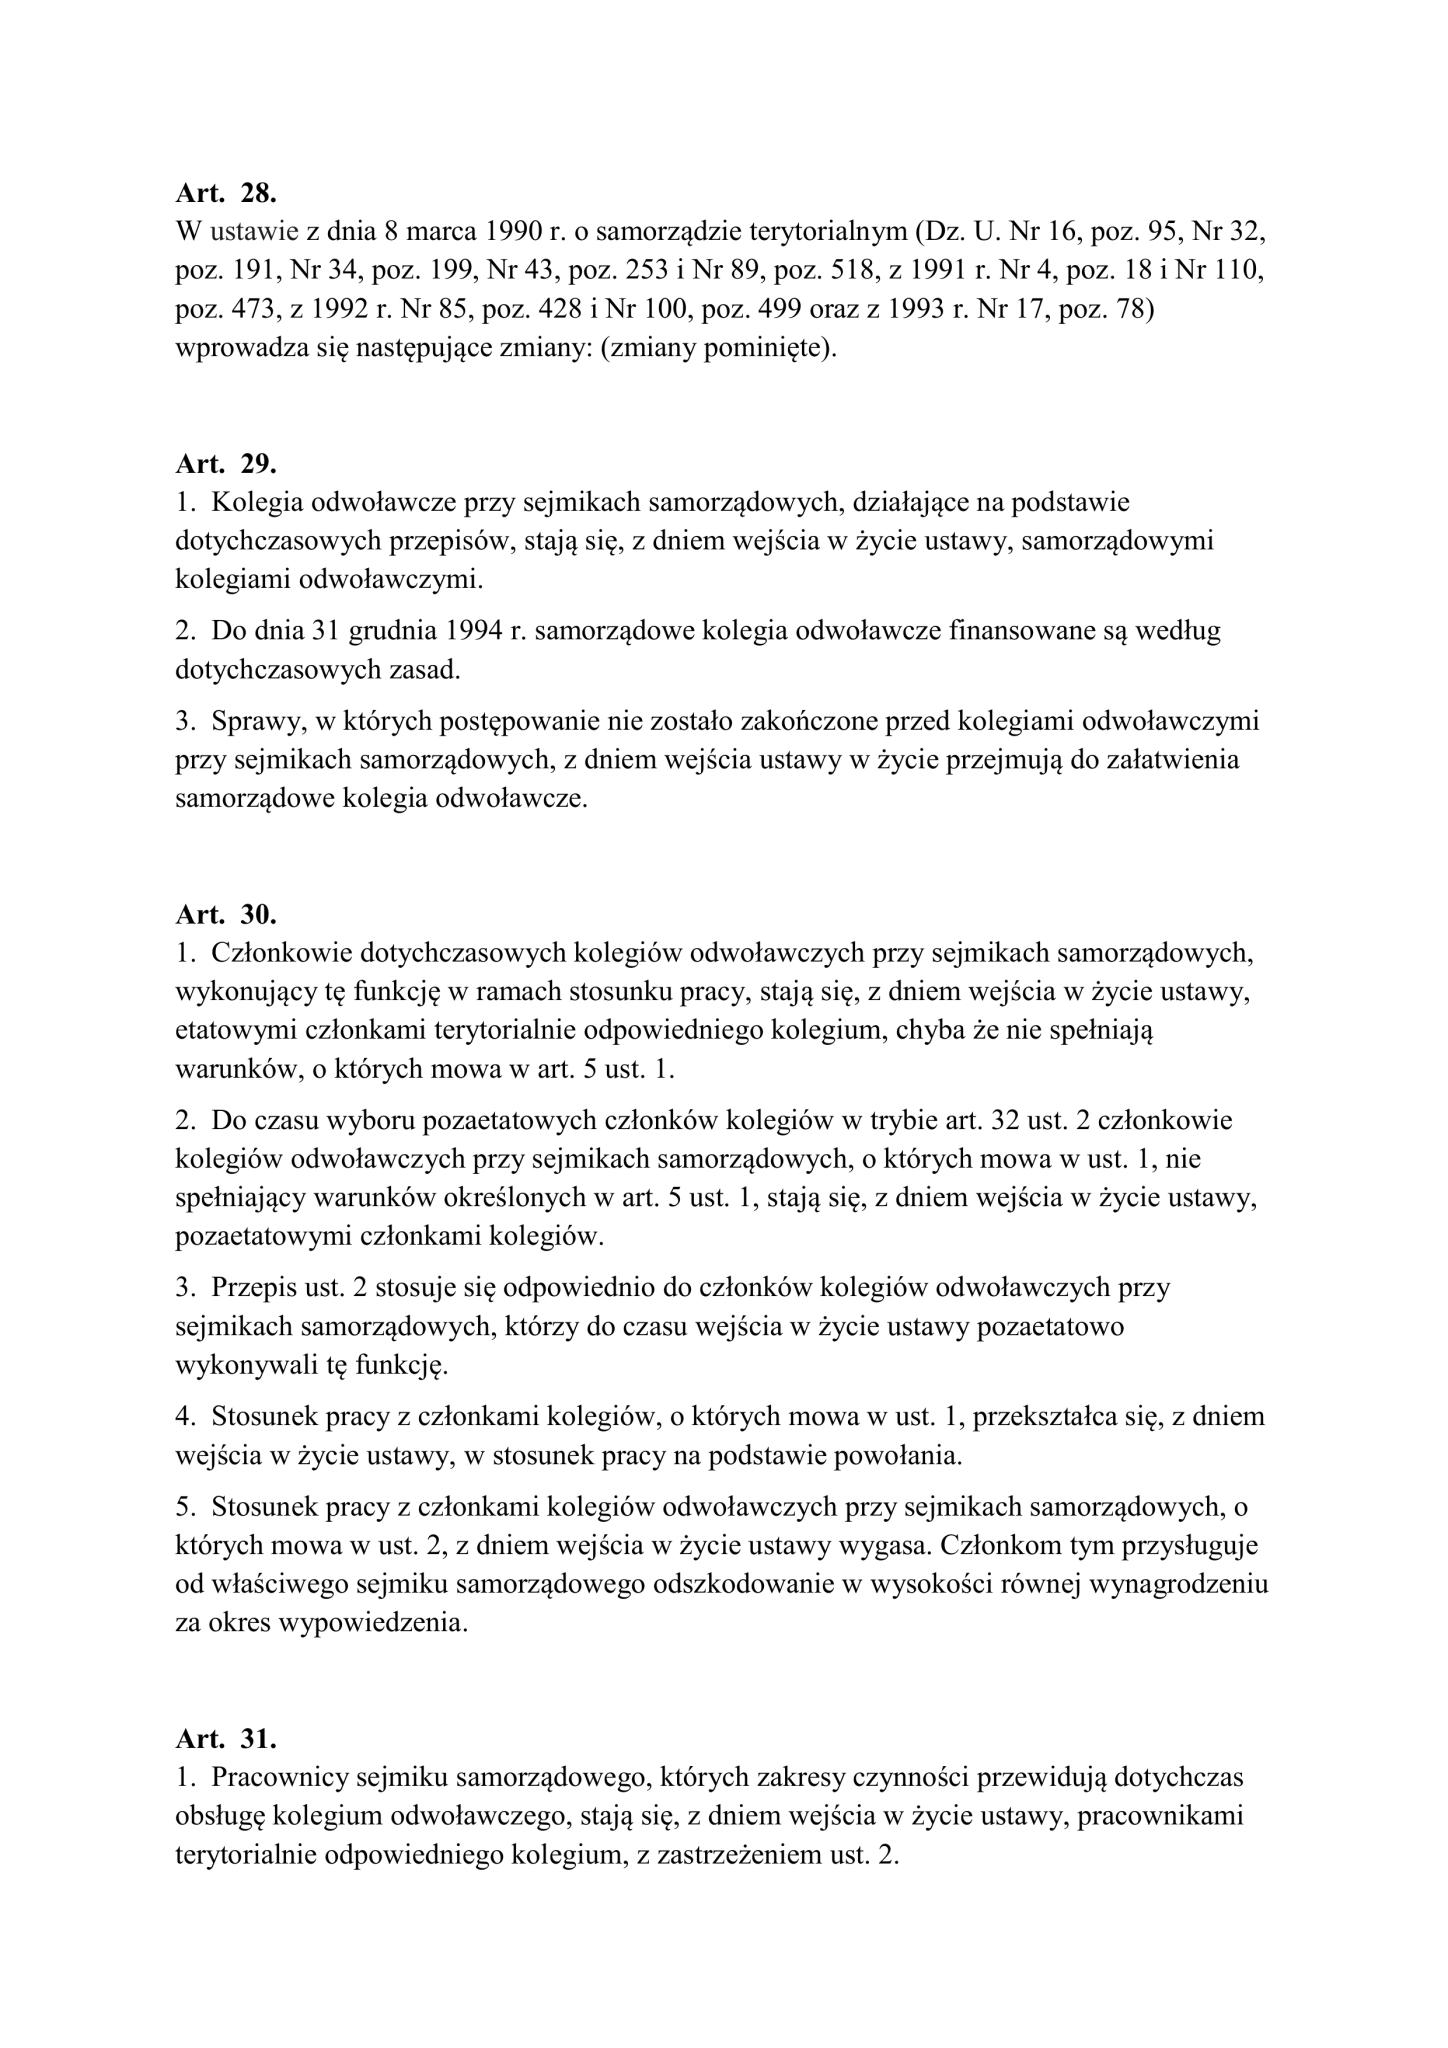 Art. 28.
W ustawie z dnia 8 marca 1990 r. o samorządzie terytorialnym (Dz. U. Nr 16, poz. 95, Nr 32,
poz. 191, Nr 34, poz. 199, Nr 43, poz. 253 i Nr 89, poz. 518, z 1991 r. Nr 4, poz. 18 i Nr 110,
poz. 473, z 1992 r. Nr 85, poz. 428 i Nr 100, poz. 499 oraz z 1993 r. Nr 17, poz. 78)
wprowadza się następujące zmiany: (zmiany pominięte).
Art. 29.
1. Kolegia odwoławcze przy sejmikach samorządowych, działające na podstawie
dotychczasowych przepisów, stają się, z dniem wejścia w życie ustawy, samorządowymi
kolegiami odwoławczymi.
2. Do dnia 31 grudnia 1994 r. samorządowe kolegia odwoławcze finansowane są według
dotychczasowych zasad.
3. Sprawy, w których postępowanie nie zostało zakończone przed kolegiami odwoławczymi
przy sejmikach samorządowych, z dniem wejścia ustawy w życie przejmują do załatwienia
samorządowe kolegia odwoławcze.
Art. 30.
1. Członkowie dotychczasowych kolegiów odwoławczych przy sejmikach samorządowych,
wykonujący tę funkcję w ramach stosunku pracy, stają się, z dniem wejścia w życie ustawy,
etatowymi członkami terytorialnie odpowiedniego kolegium, chyba że nie spełniają
warunków, o których mowa w art. 5 ust. 1.
2. Do czasu wyboru pozaetatowych członków kolegiów w trybie art. 32 ust. 2 członkowie
kolegiów odwoławczych przy sejmikach samorządowych, o których mowa w ust. 1, nie
spełniający warunków określonych w art. 5 ust. 1, stają się, z dniem wejścia w życie ustawy,
pozaetatowymi członkami kolegiów.
3. Przepis ust. 2 stosuje się odpowiednio do członków kolegiów odwoławczych przy
sejmikach samorządowych, którzy do czasu wejścia w życie ustawy pozaetatowo
wykonywali tę funkcję.
4. Stosunek pracy z członkami kolegiów, o których mowa w ust. 1, przekształca się, z dniem
wejścia w życie ustawy, w stosunek pracy na podstawie powołania.
5. Stosunek pracy z członkami kolegiów odwoławczych przy sejmikach samorządowych, o
których mowa w ust. 2, z dniem wejścia w życie ustawy wygasa. Członkom tym przysługuje
od właściwego sejmiku samorządowego odszkodowanie w wysokości równej wynagrodzeniu
za okres wypowiedzenia.
Art. 31.
1. Pracownicy sejmiku samorządowego, których zakresy czynności przewidują dotychczas
obsługę kolegium odwoławczego, stają się, z dniem wejścia w życie ustawy, pracownikami
terytorialnie odpowiedniego kolegium, z zastrzeżeniem ust. 2.